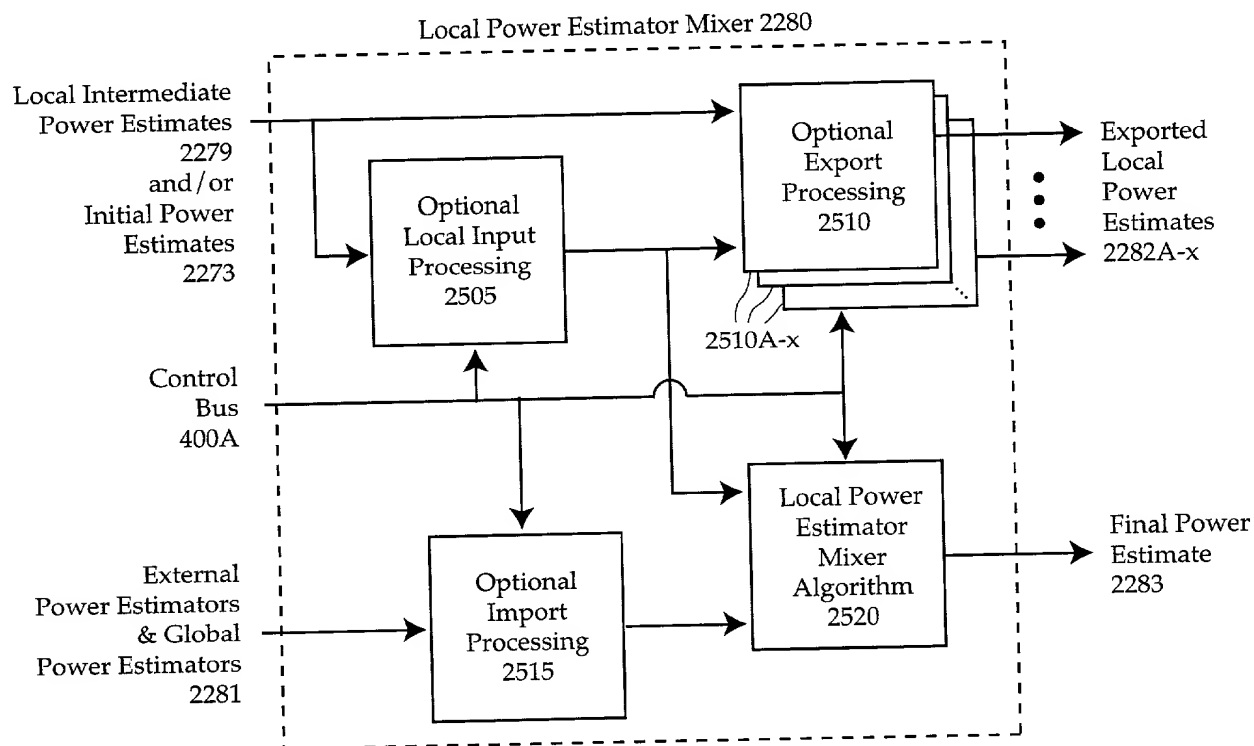 Local Power Estimator Mixer 2280
Local Intermediate
Power Estimates
2279
and/or
Initial Power
Estimates
2273
Optional
Local Input
Processing
2505
Optional
Export
Processing
2510
2510A-x
Exported
Local
Power
Estimates
2282A-x
Control
Bus
400A
External
Power Estimators
& Global
Power Estimators
2281
Optional
Import
Processing
2515
Local Power
Estimator
Mixer
Algorithm
2520
Final Power
Estimate
2283